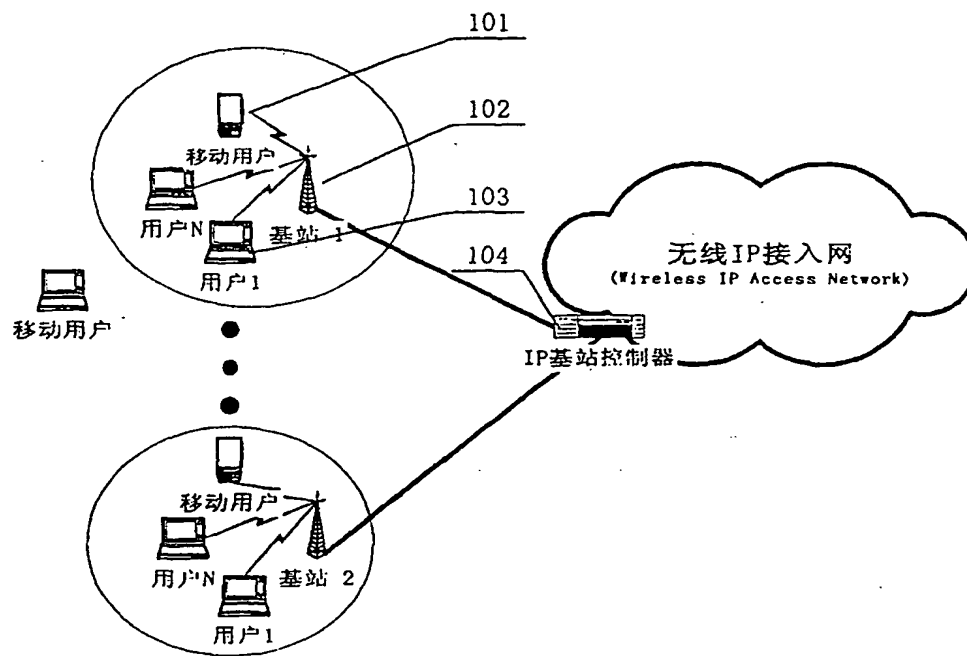 101
102
移动用户
用户N
103
基站 1
用户1
104
无线IP接入网
(Wireless IP Access Network)
移动用户
IP基站控制器
移动用户
用户N
基站 2
用户1